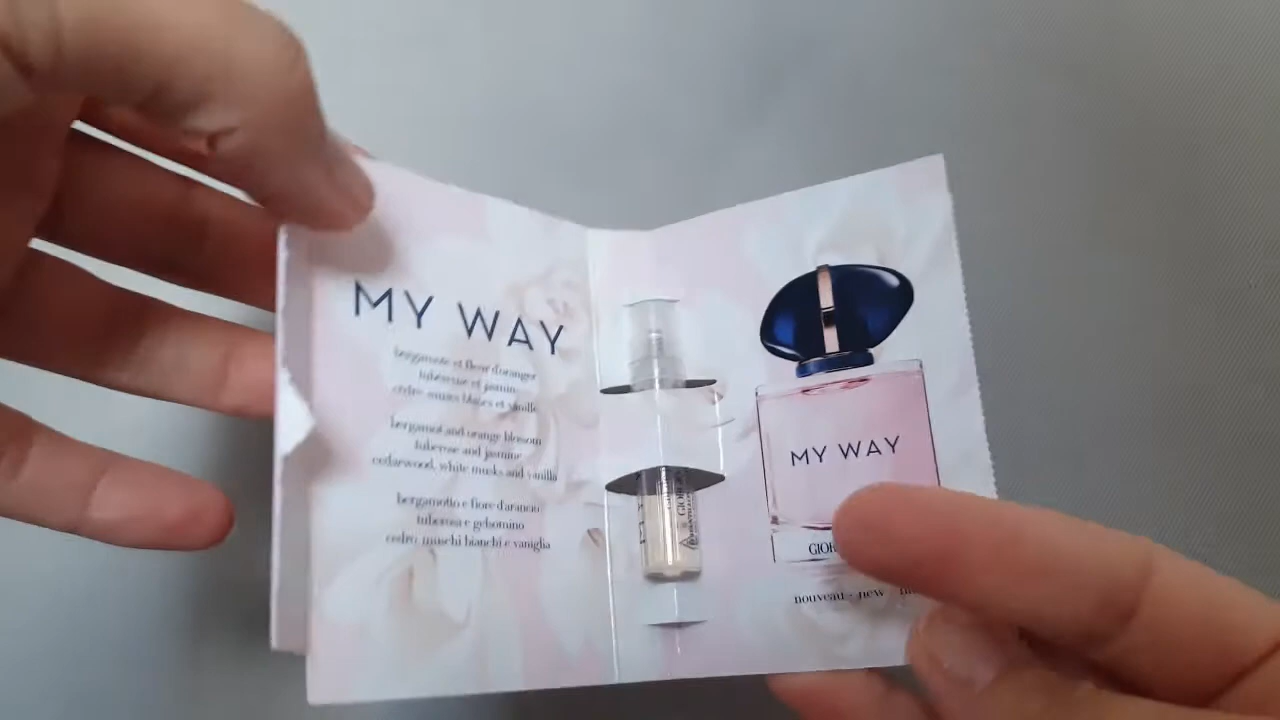 MY WAY
bergamote et fleur d'oranger
tubéreuse et jasmin
cèdre, muscs blancs et vanille
bergamot and orange blossom
tuberose and jasmine
cedarwood, white musks and vanilla
bergamotto e fiore d'arancio
tuberosa e gelsomino
cedro, muschi bianchi e vaniglia
MY WAY
nouveau - new